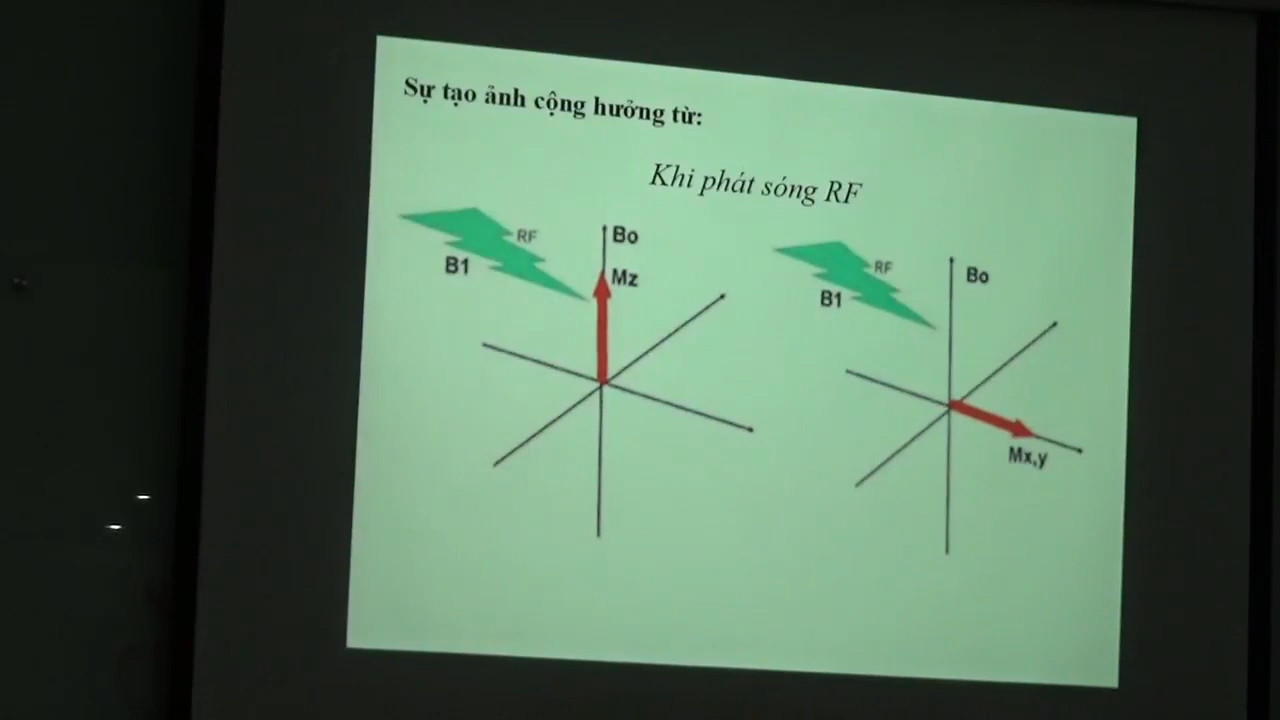 Sự tạo ảnh cộng hưởng từ:
Khi phát sóng RF
RF
B1
Bo
Mz
RF
B1
Bo
Mx,y